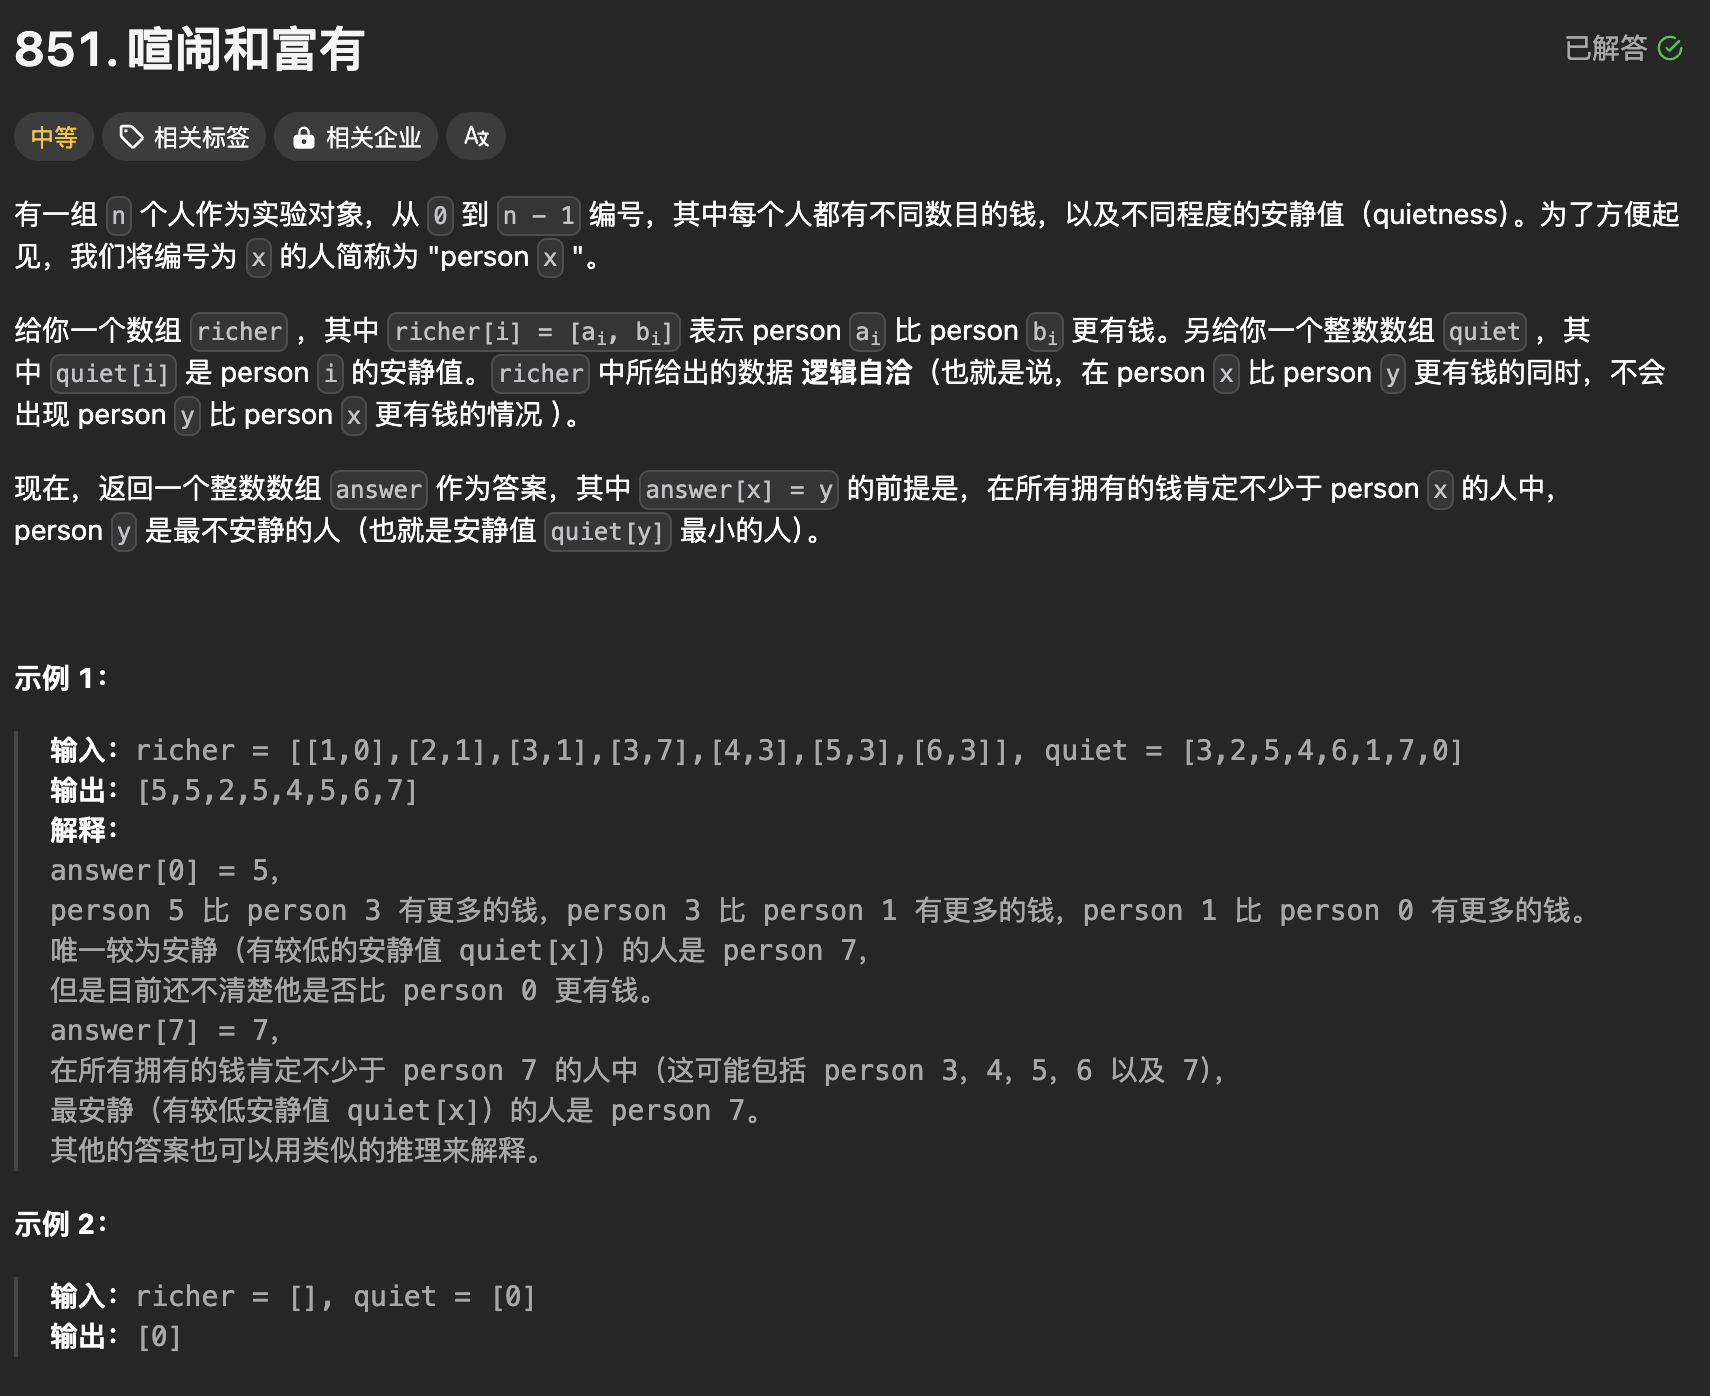 851. 喧闹和富有
已解答
中等 相关标签 相关企业 A文
有一组 n 个人作为实验对象，从 0 到 n - 1 编号，其中每个人都有不同数目的钱，以及不同程度的安静值（quietness）。为了方便起
见，我们将编号为 x 的人简称为 "person x "。
给你一个数组 richer ，其中 richer[i] = [ai, bi] 表示 person ai 比 person bi 更有钱。另给你一个整数数组 quiet ，其
中 quiet[i] 是 person i 的安静值。richer 中所给出的数据 逻辑自洽（也就是说，在 person x 比 person y 更有钱的同时，不会
出现 person y 比 person x 更有钱的情况 ）。
现在，返回一个整数数组 answer 作为答案，其中 answer[x] = y 的前提是，在所有拥有的钱肯定不少于 person x 的人中，
person y 是最不安静的人（也就是安静值 quiet[y] 最小的人）。
示例 1：
输入：richer = [[1,0],[2,1],[3,1],[3,7],[4,3],[5,3],[6,3]], quiet = [3,2,5,4,6,1,7,0]
输出：[5,5,2,5,4,5,6,7]
解释：
answer[0] = 5，
person 5 比 person 3 有更多的钱，person 3 比 person 1 有更多的钱，person 1 比 person 0 有更多的钱。
唯一较为安静（有较低的安静值 quiet[x]）的人是 person 7，
但是目前还不清楚他是否比 person 0 更有钱。
answer[7] = 7，
在所有拥有的钱肯定不少于 person 7 的人中（这可能包括 person 3，4，5，6 以及 7），
最安静（有较低安静值 quiet[x]）的人是 person 7。
其他的答案也可以用类似的推理来解释。
示例 2：
输入：richer = [], quiet = [0]
输出：[0]